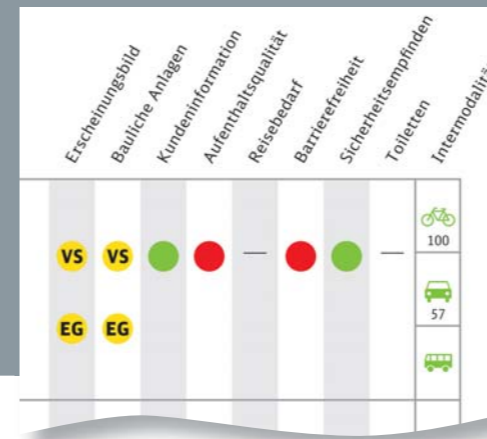 Erscheinungsbild
Bauliche Anlagen
Kundeninformation
Aufenthaltsqualität
Reisebedarf
Barrierefreiheit
Sicherheitsempfinden
Toiletten
100
VS VS — —
57
EG EG